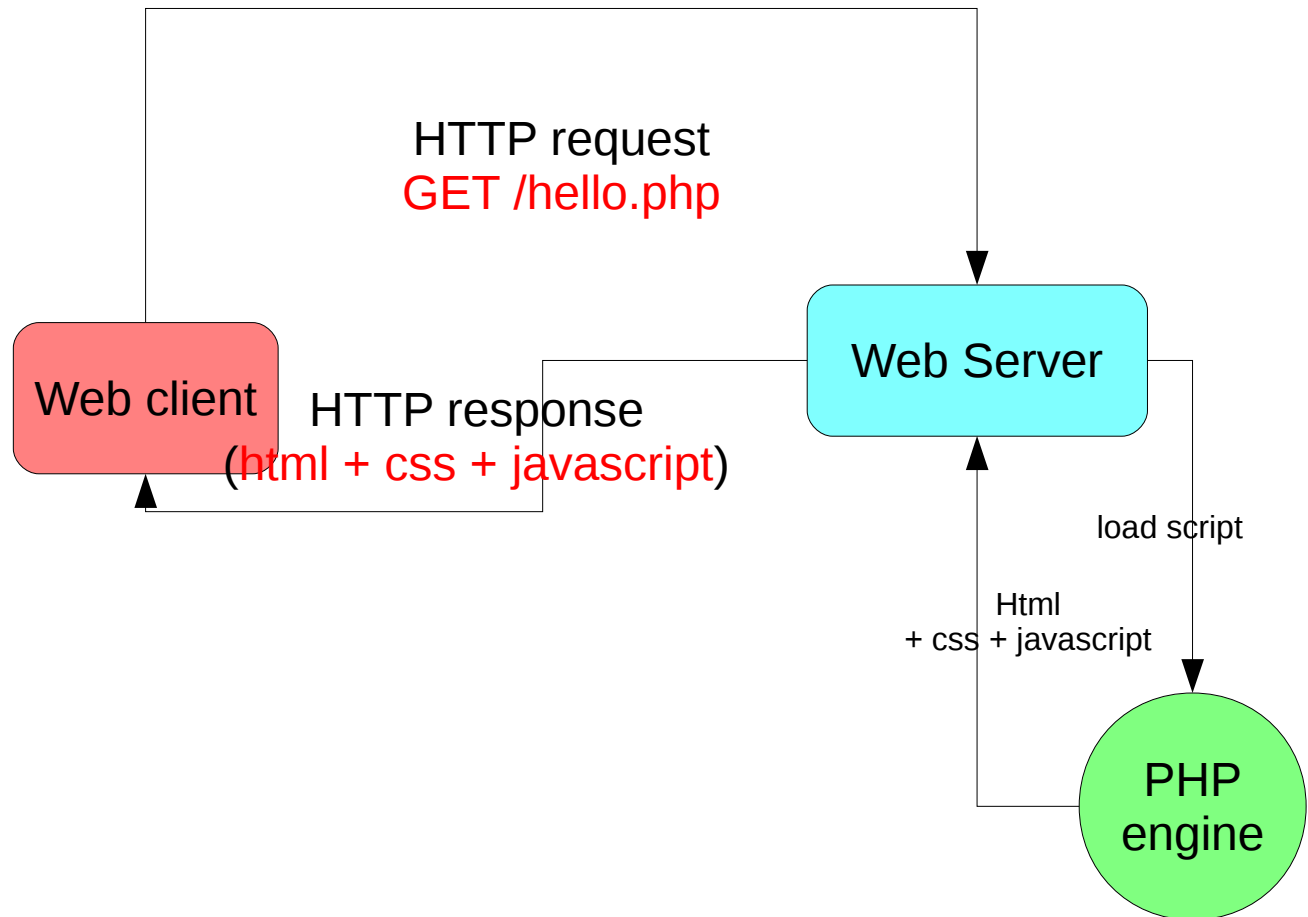 HTTP request
GET /hello.php
Web Server
Web client
HTTP response
(html + css + javascript)
load script
Html
+ css + javascript
PHP
engine